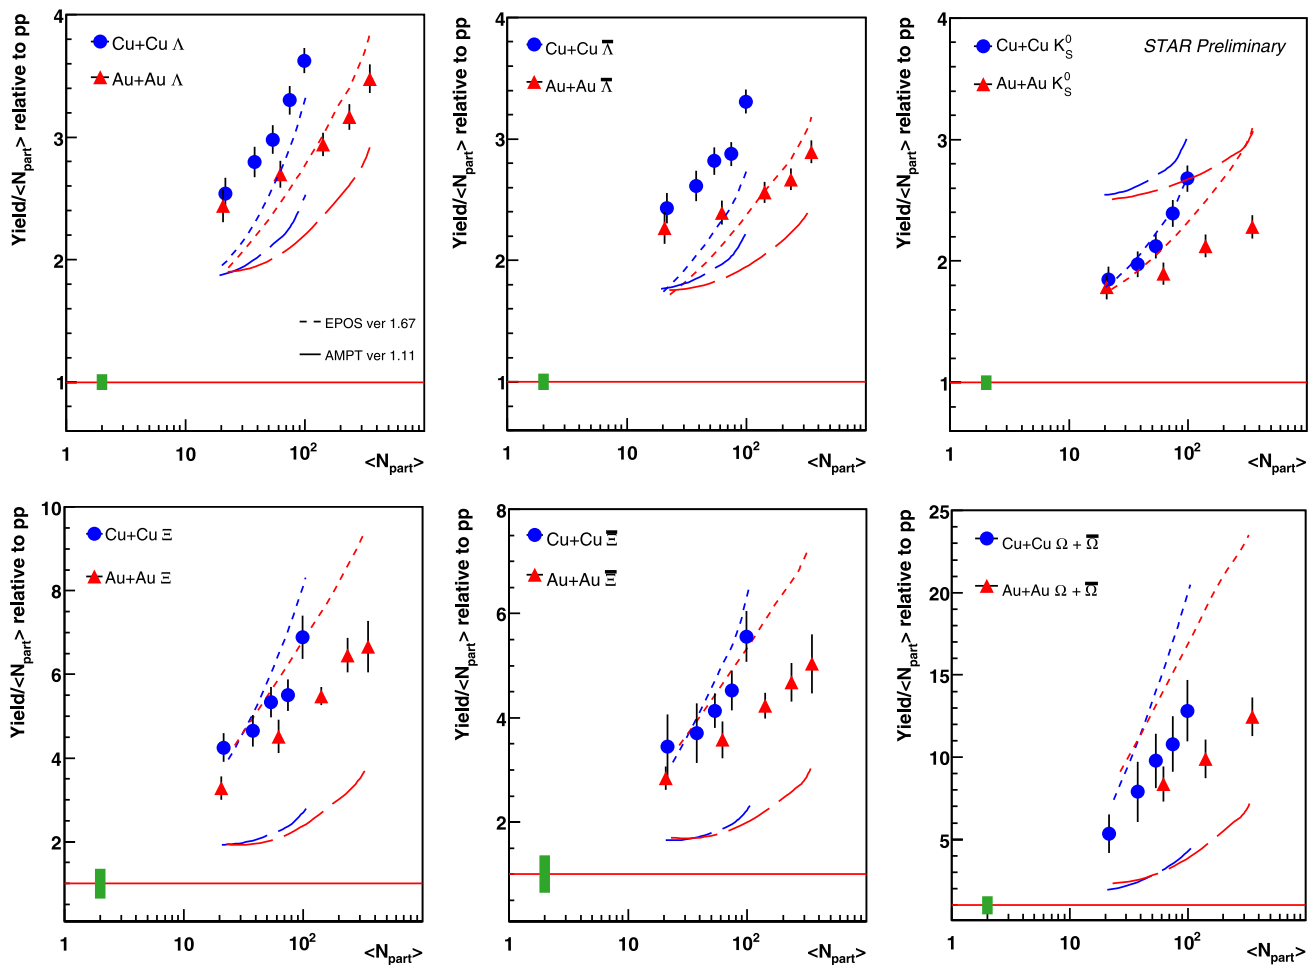 Yield/<Npart> relative to pp
4
3
2
1
Cu+Cu Λ
Au+Au Λ
EPOS ver 1.67
AMPT ver 1.11
1 10 10²
<Npart>
Yield/<Npart> relative to pp
4
3
2
1
Cu+Cu Λ̅
Au+Au Λ̅
1 10 10²
<Npart>
Yield/<Npart> relative to pp
4
3
2
1
Cu+Cu K⁰S
Au+Au K⁰S
STAR Preliminary
1 10 10²
<Npart>
Yield/<Npart> relative to pp
10
8
6
4
2
Cu+Cu Ξ
Au+Au Ξ
1 10 10²
<Npart>
Yield/<Npart> relative to pp
8
6
4
2
Cu+Cu Ξ̅
Au+Au Ξ̅
1 10 10²
<Npart>
Yield/<Npart> relative to pp
25
20
15
10
5
Cu+Cu Ω + Ω̅
Au+Au Ω + Ω̅
1 10 10²
<Npart>